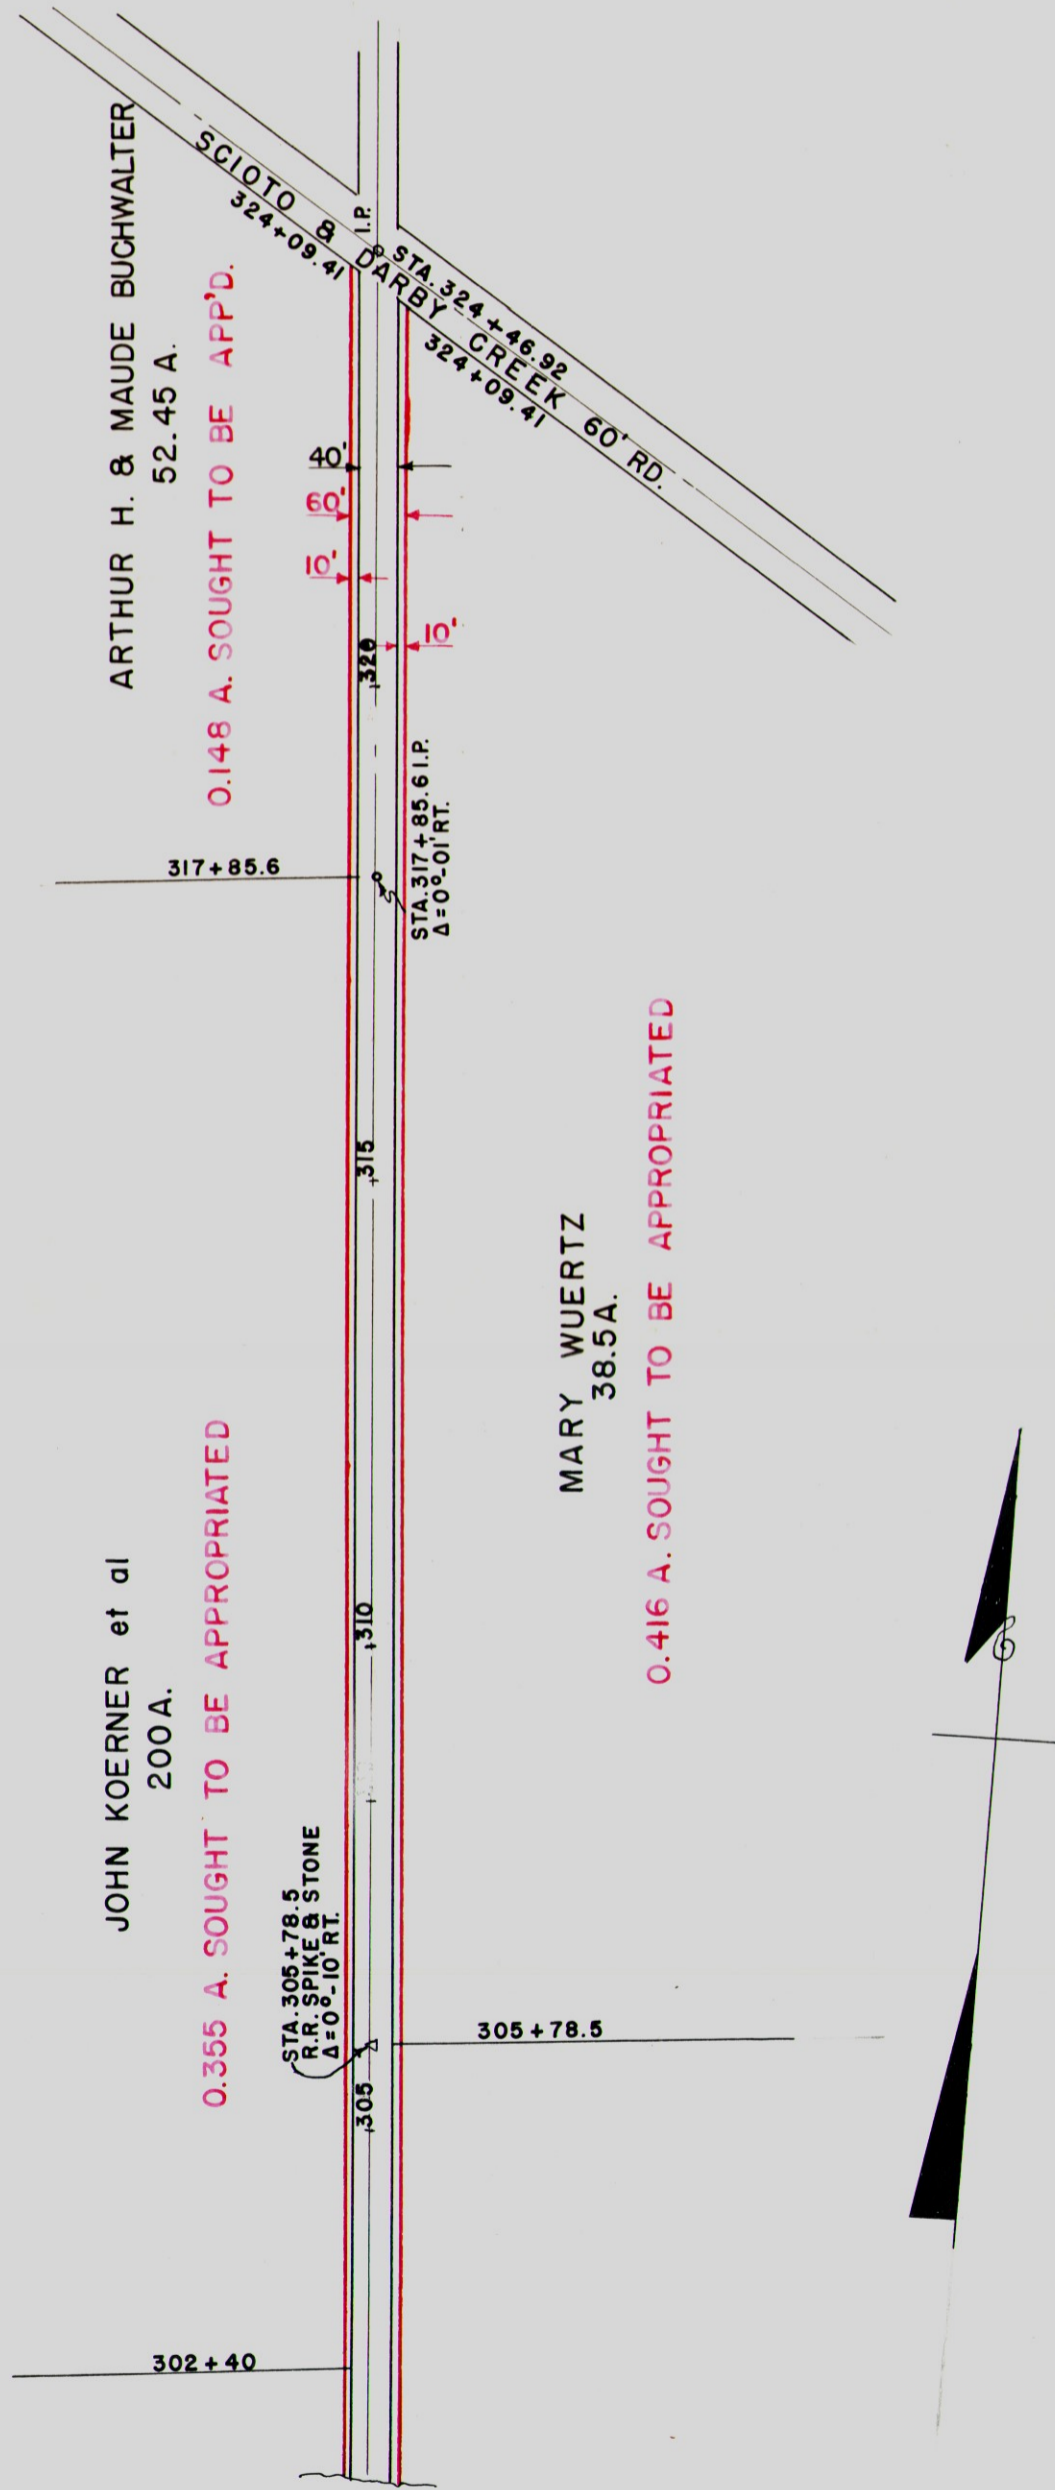 ARTHUR H. & MAUDE BUCHWALTER
52.45 A.
0.148 A. SOUGHT TO BE APP'D.
SCIOTO & DARBY CREEK 60' RD.
324+09.41
I.P.
STA. 324+46.92
324+09.41
40'
60'
10'
10'
320
317+85.6
STA. 317+85.6 I.P.
Δ=0°-01' RT.
315
MARY WUERTZ
38.5 A.
0.416 A. SOUGHT TO BE APPROPRIATED
JOHN KOERNER et al
200 A.
0.355 A. SOUGHT TO BE APPROPRIATED
310
STA. 305+78.5
R.R. SPIKE & STONE
Δ=0°-10' RT.
305+78.5
305
302+40